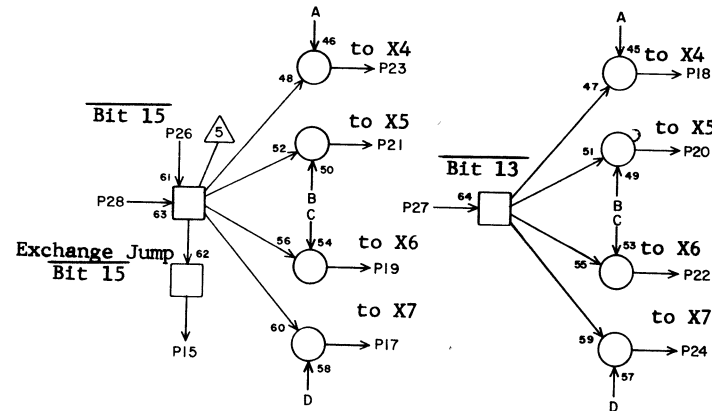 A
46
to X4
48
P23
Bit 15
P26
5
to X5
52
P21
50
61
P28
63
B
C
Exchange Jump
62
Bit 15
56
54
to X6
P19
P15
to X7
60
P17
58
D
A
45
to X4
47
P18
to X5
51
P20
49
Bit 13
64
P27
B
C
53
to X6
55
P22
to X7
59
P24
57
D